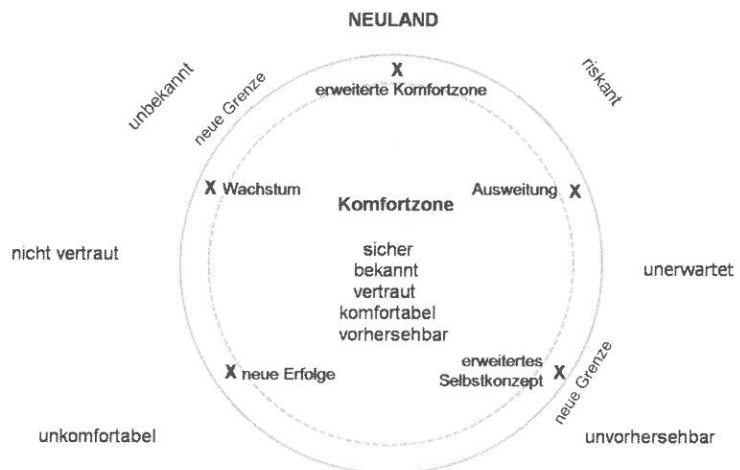 NEULAND
unbekannt
riskant
neue Grenze
X
erweiterte Komfortzone
X Wachstum
Ausweitung X
Komfortzone
nicht vertraut
sicher
unerwartet
bekannt
vertraut
komfortabel
vorhersehbar
X neue Erfolge
erweitertes
Selbstkonzept X
neue Grenze
unkomfortabel
unvorhersehbar